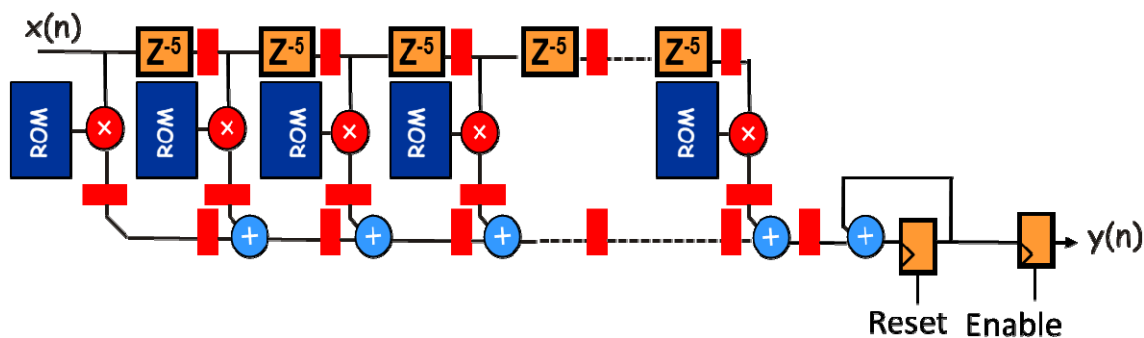 x(n)
Z-5 Z-5 Z-5 Z-5 Z-5
ROM ROM ROM ROM ROM
× × × × ×
+ + + + +
y(n)
Reset Enable